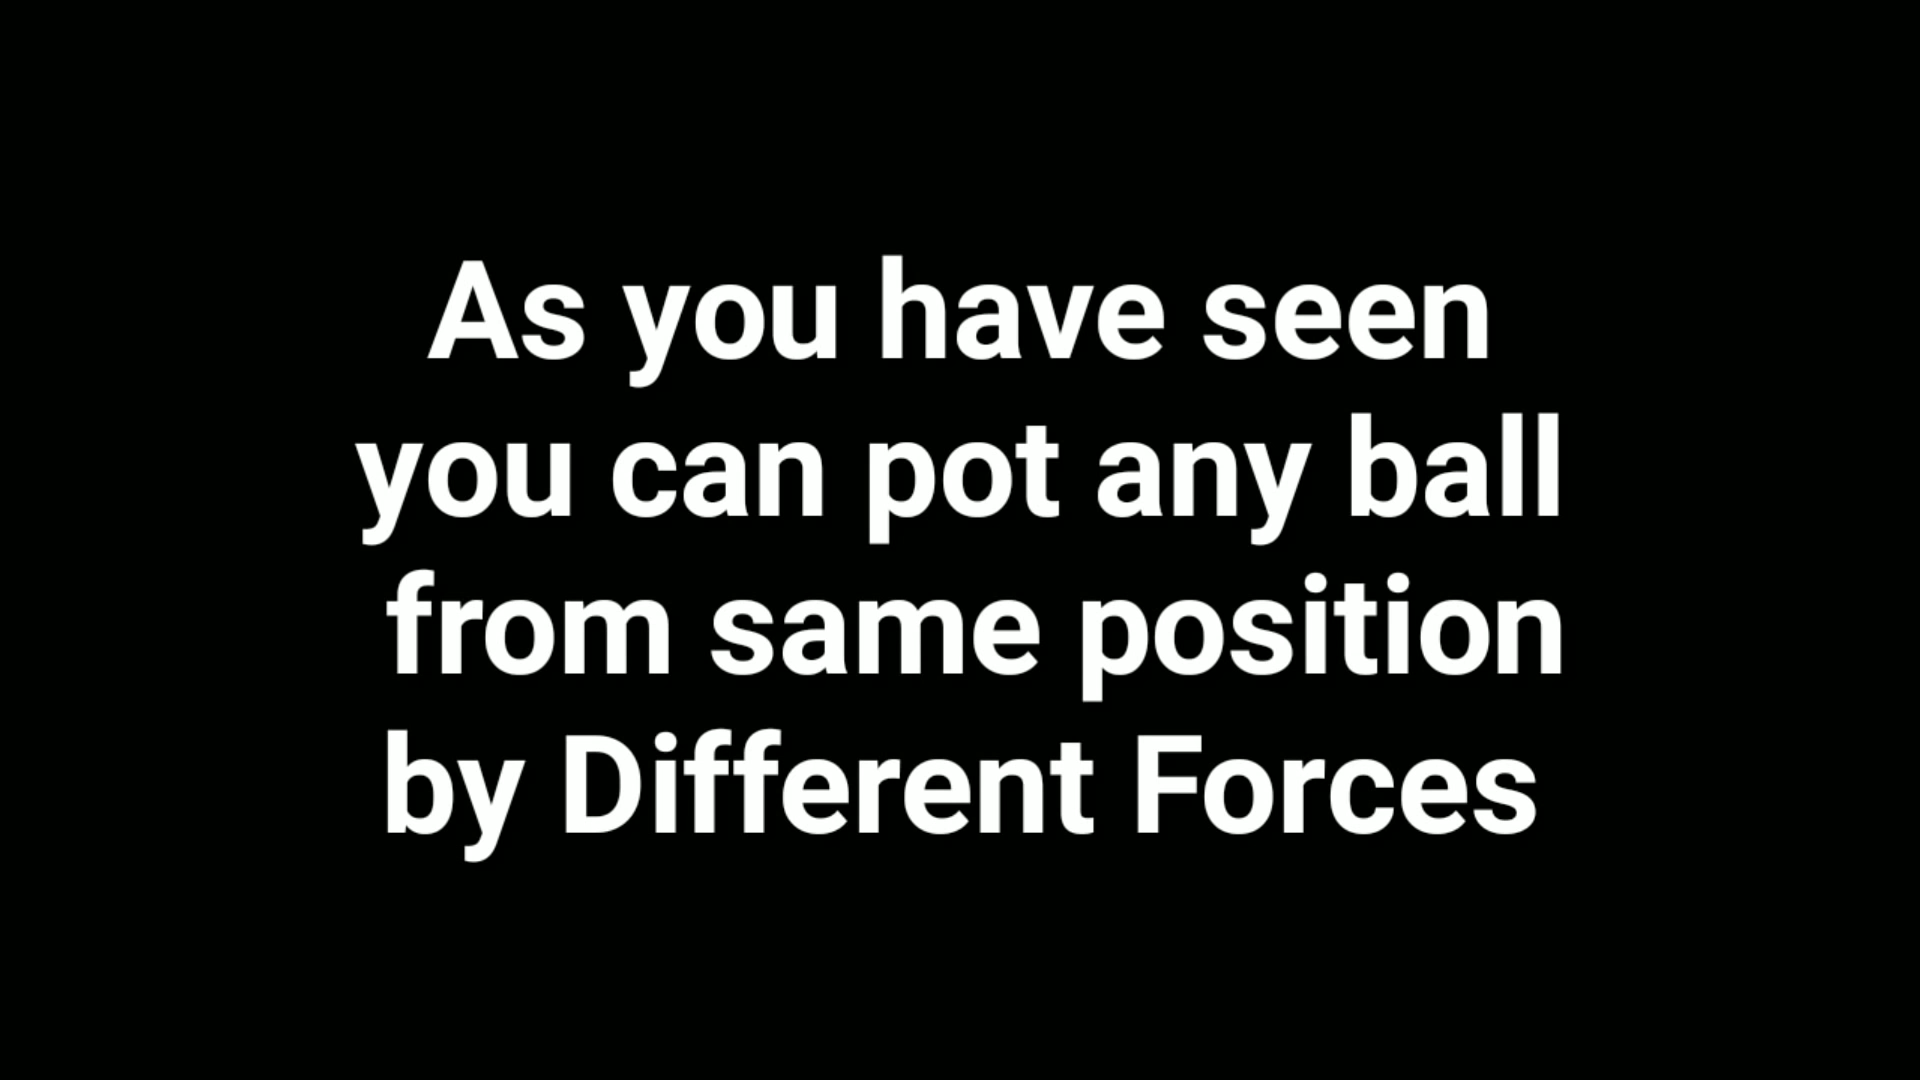 As you have seen
you can pot any ball
from same position
by Different Forces